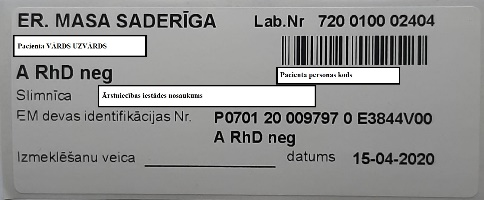 ER. MASA SADERĪGA Lab.Nr 720 0100 02404
Pacienta VĀRDS UZVĀRDS
A RhD neg
Pacienta personas kods
Slimnīca Ārstniecības iestādes nosaukums
EM devas identifikācijas Nr. P0701 20 009797 0 E3844V00
A RhD neg
Izmeklēšanu veica datums 15-04-2020